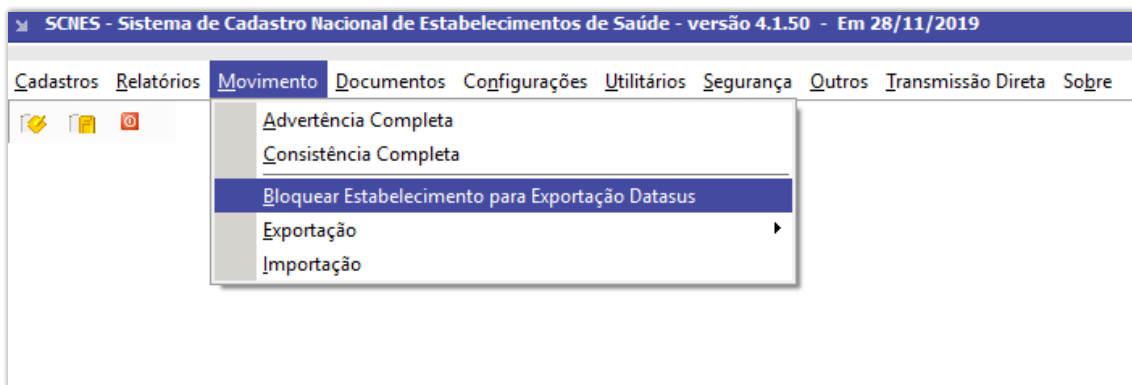 SCNES - Sistema de Cadastro Nacional de Estabelecimentos de Saúde - versão 4.1.50 - Em 28/11/2019
Cadastros Relatórios Movimento Documentos Configurações Utilitários Segurança Outros Transmissão Direta Sobre
Advertência Completa
Consistência Completa
Bloquear Estabelecimento para Exportação Datasus
Exportação
Importação